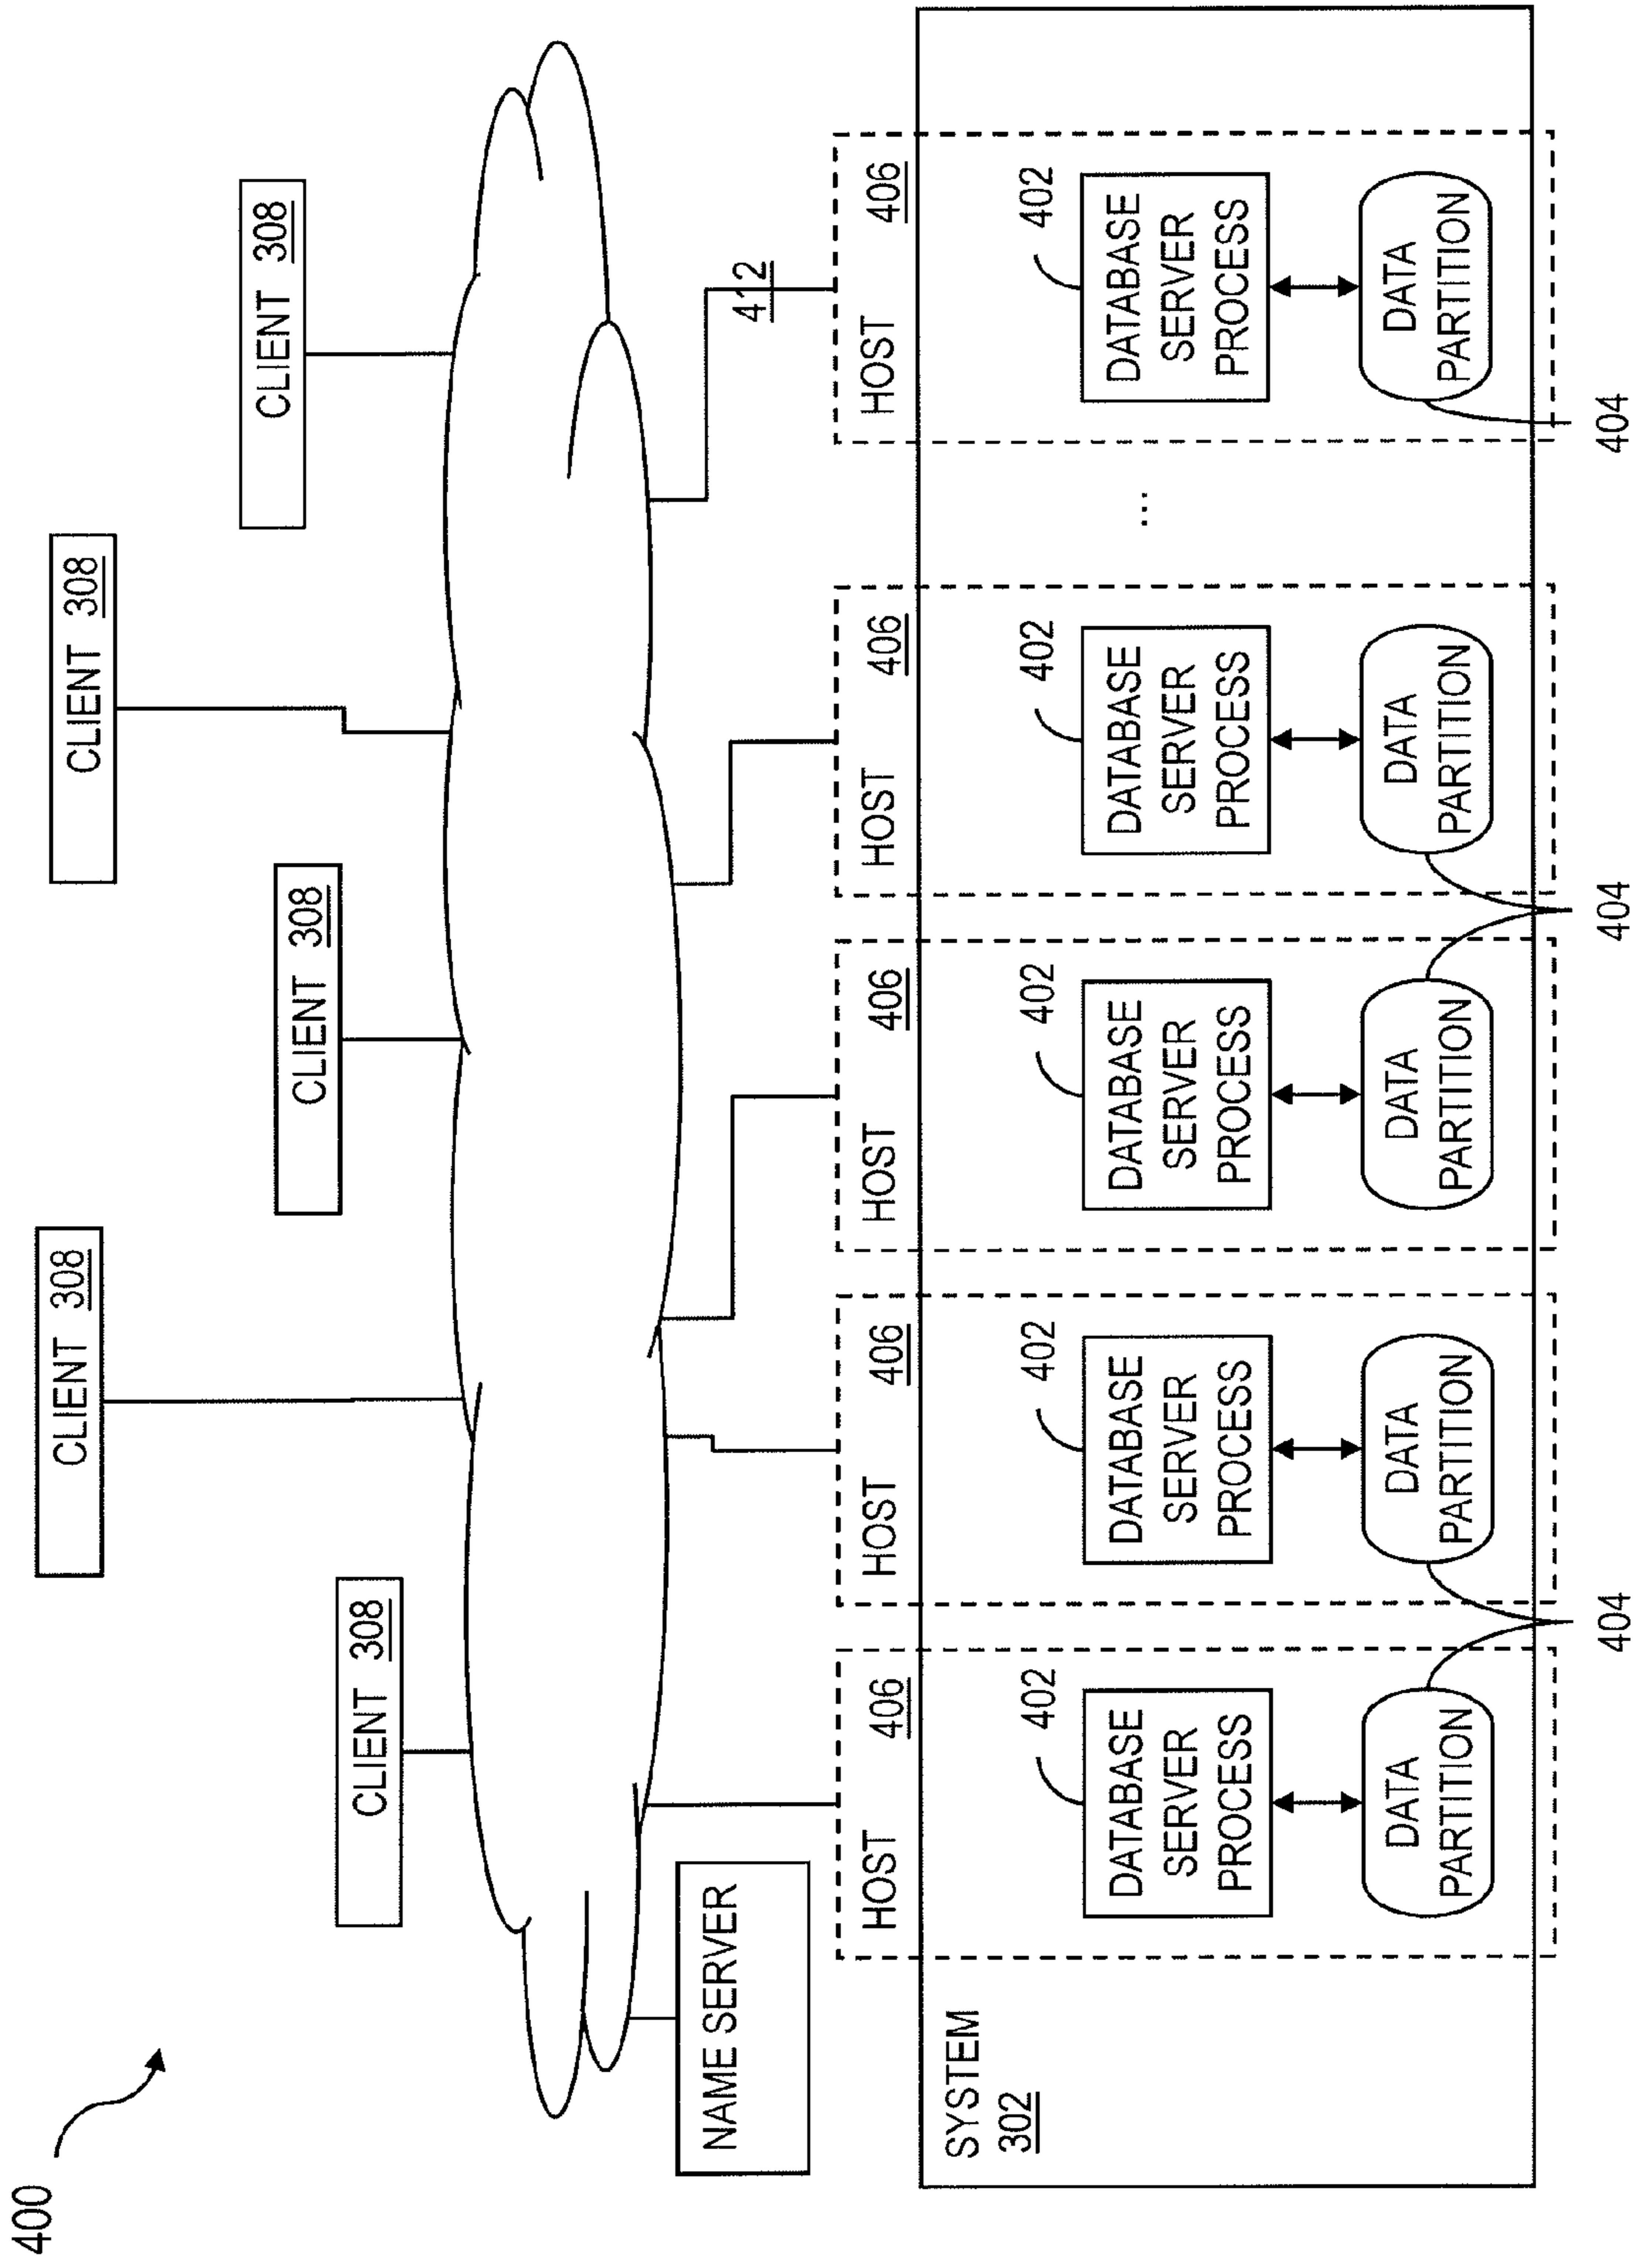 400
CLIENT 308
CLIENT 308
CLIENT 308
CLIENT 308
CLIENT 308
NAME SERVER
412
SYSTEM
302
HOST 406
HOST 406
HOST 406
HOST 406
HOST 406
402
402
402
402
402
DATABASE
SERVER
PROCESS
DATABASE
SERVER
PROCESS
DATABASE
SERVER
PROCESS
DATABASE
SERVER
PROCESS
...
DATABASE
SERVER
PROCESS
DATA
PARTITION
DATA
PARTITION
DATA
PARTITION
DATA
PARTITION
DATA
PARTITION
404
404
404